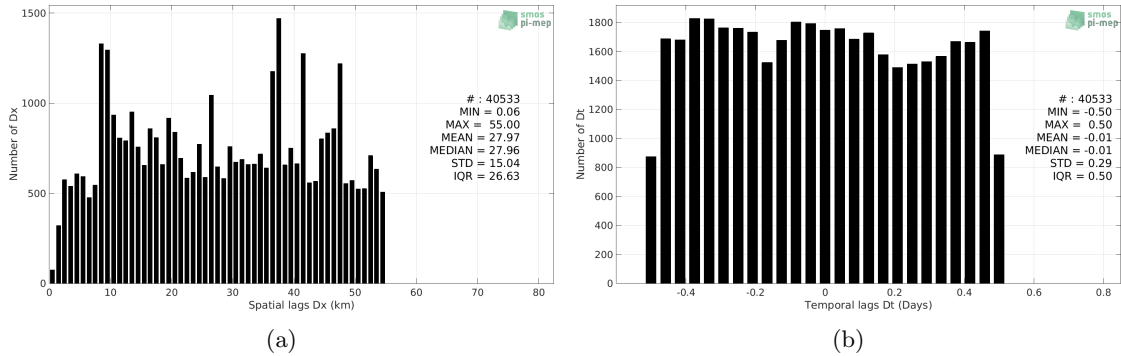 1500
1000
500
0
0
10
20
30
40
50
60
70
80
Number of Dx
Spatial lags Dx (km)
smos
pi-mep
# : 40533
MIN = 0.06
MAX = 55.00
MEAN = 27.97
MEDIAN = 27.96
STD = 15.04
IQR = 26.63
(a)
1800
1600
1400
1200
1000
800
600
400
200
0
-0.4
-0.2
0
0.2
0.4
0.6
0.8
Number of Dt
Temporal lags Dt (Days)
smos
pi-mep
# : 40533
MIN = -0.50
MAX = 0.50
MEAN = -0.01
MEDIAN = -0.01
STD = 0.29
IQR = 0.50
(b)